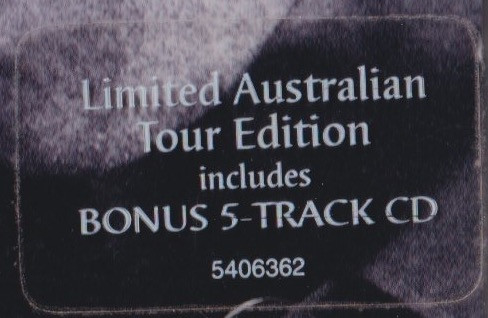 Limited Australian
Tour Edition
includes
BONUS 5-TRACK CD
5406362